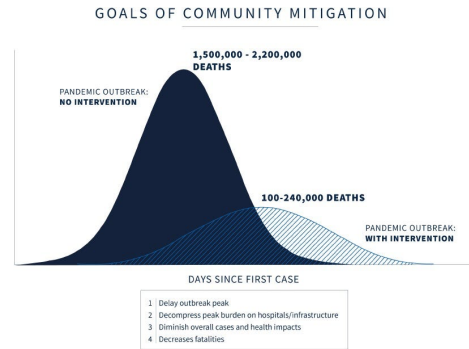 GOALS OF COMMUNITY MITIGATION
1,500,000 - 2,200,000
DEATHS
PANDEMIC OUTBREAK:
NO INTERVENTION
100-240,000 DEATHS
PANDEMIC OUTBREAK:
WITH INTERVENTION
DAYS SINCE FIRST CASE
1 Delay outbreak peak
2 Decompress peak burden on hospitals/infrastructure
3 Diminish overall cases and health impacts
4 Decreases fatalities